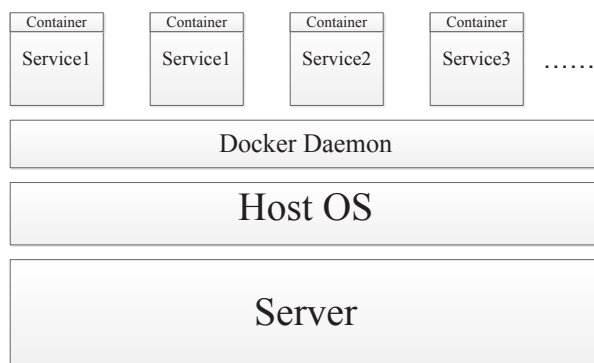 Container Container Container Container
Service1 Service1 Service2 Service3 ......
Docker Daemon
Host OS
Server